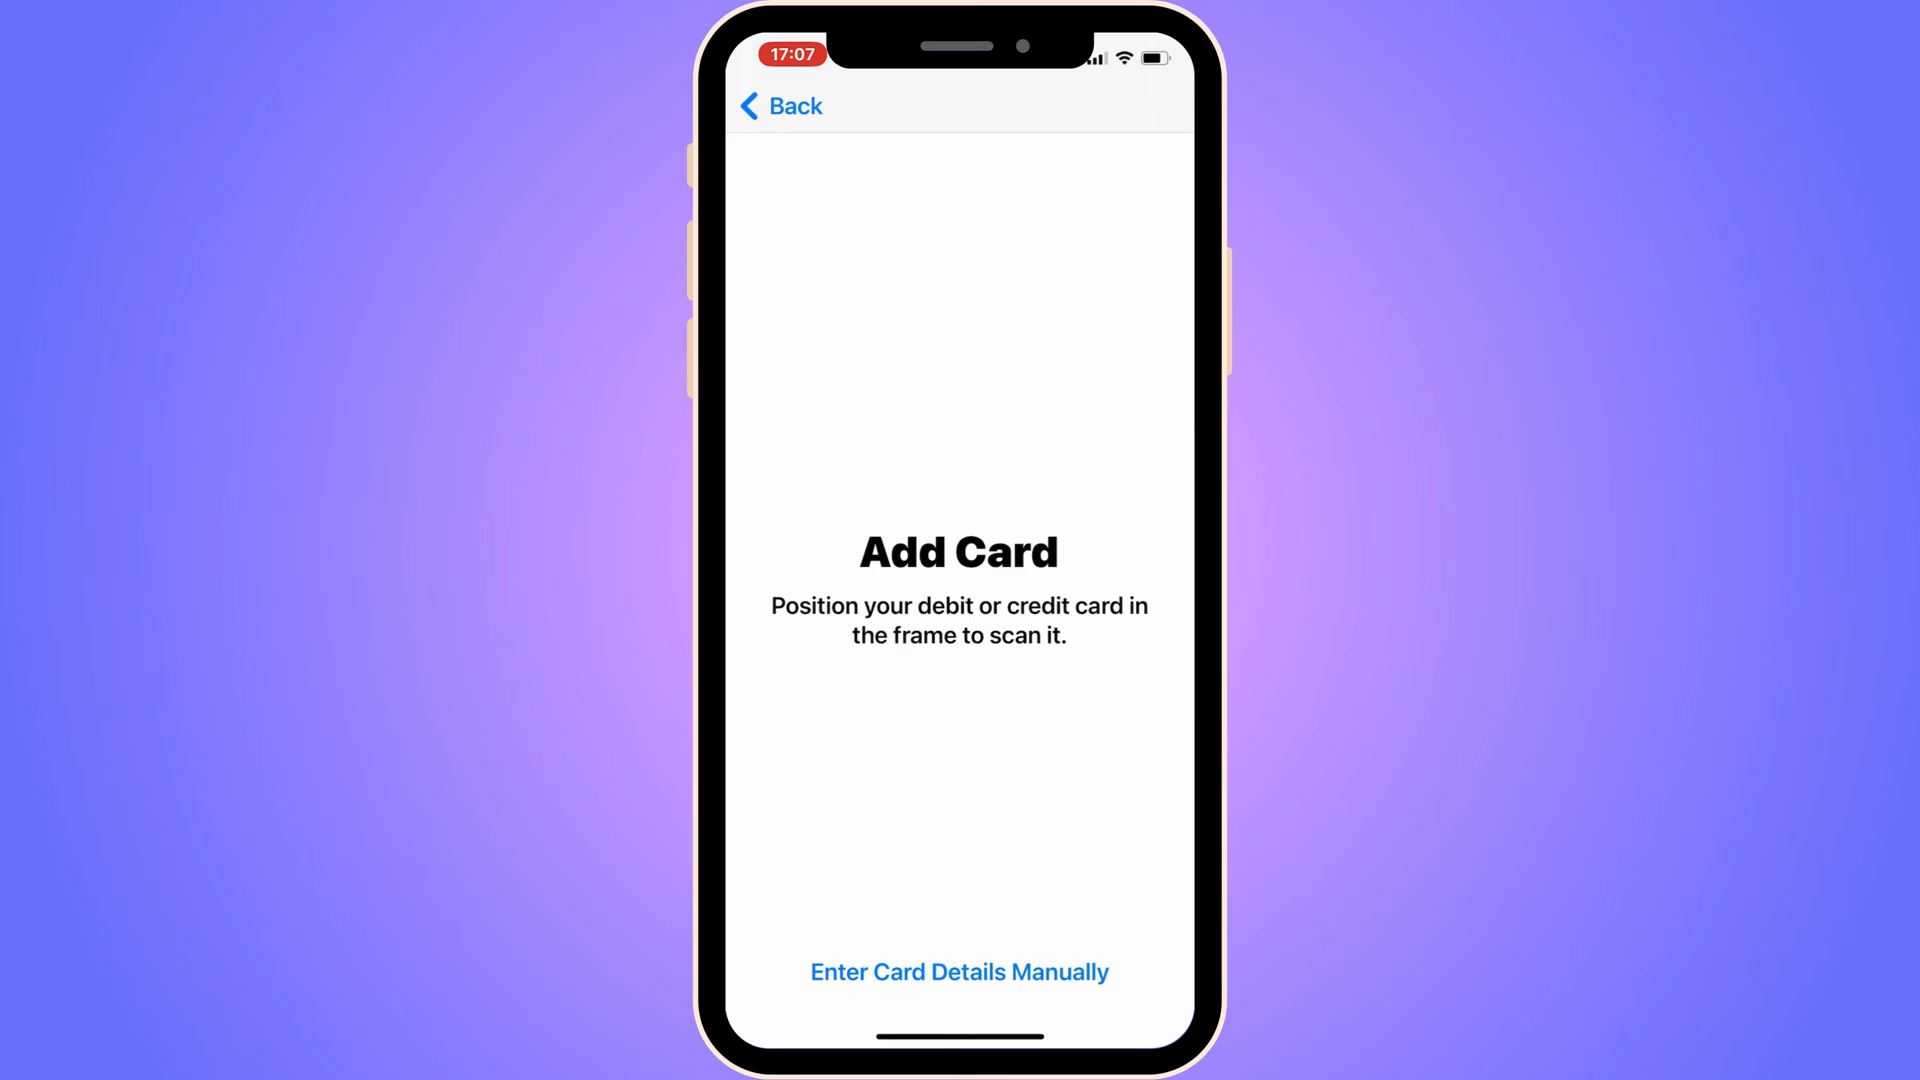 17:07
Back
Add Card
Position your debit or credit card in
the frame to scan it.
Enter Card Details Manually